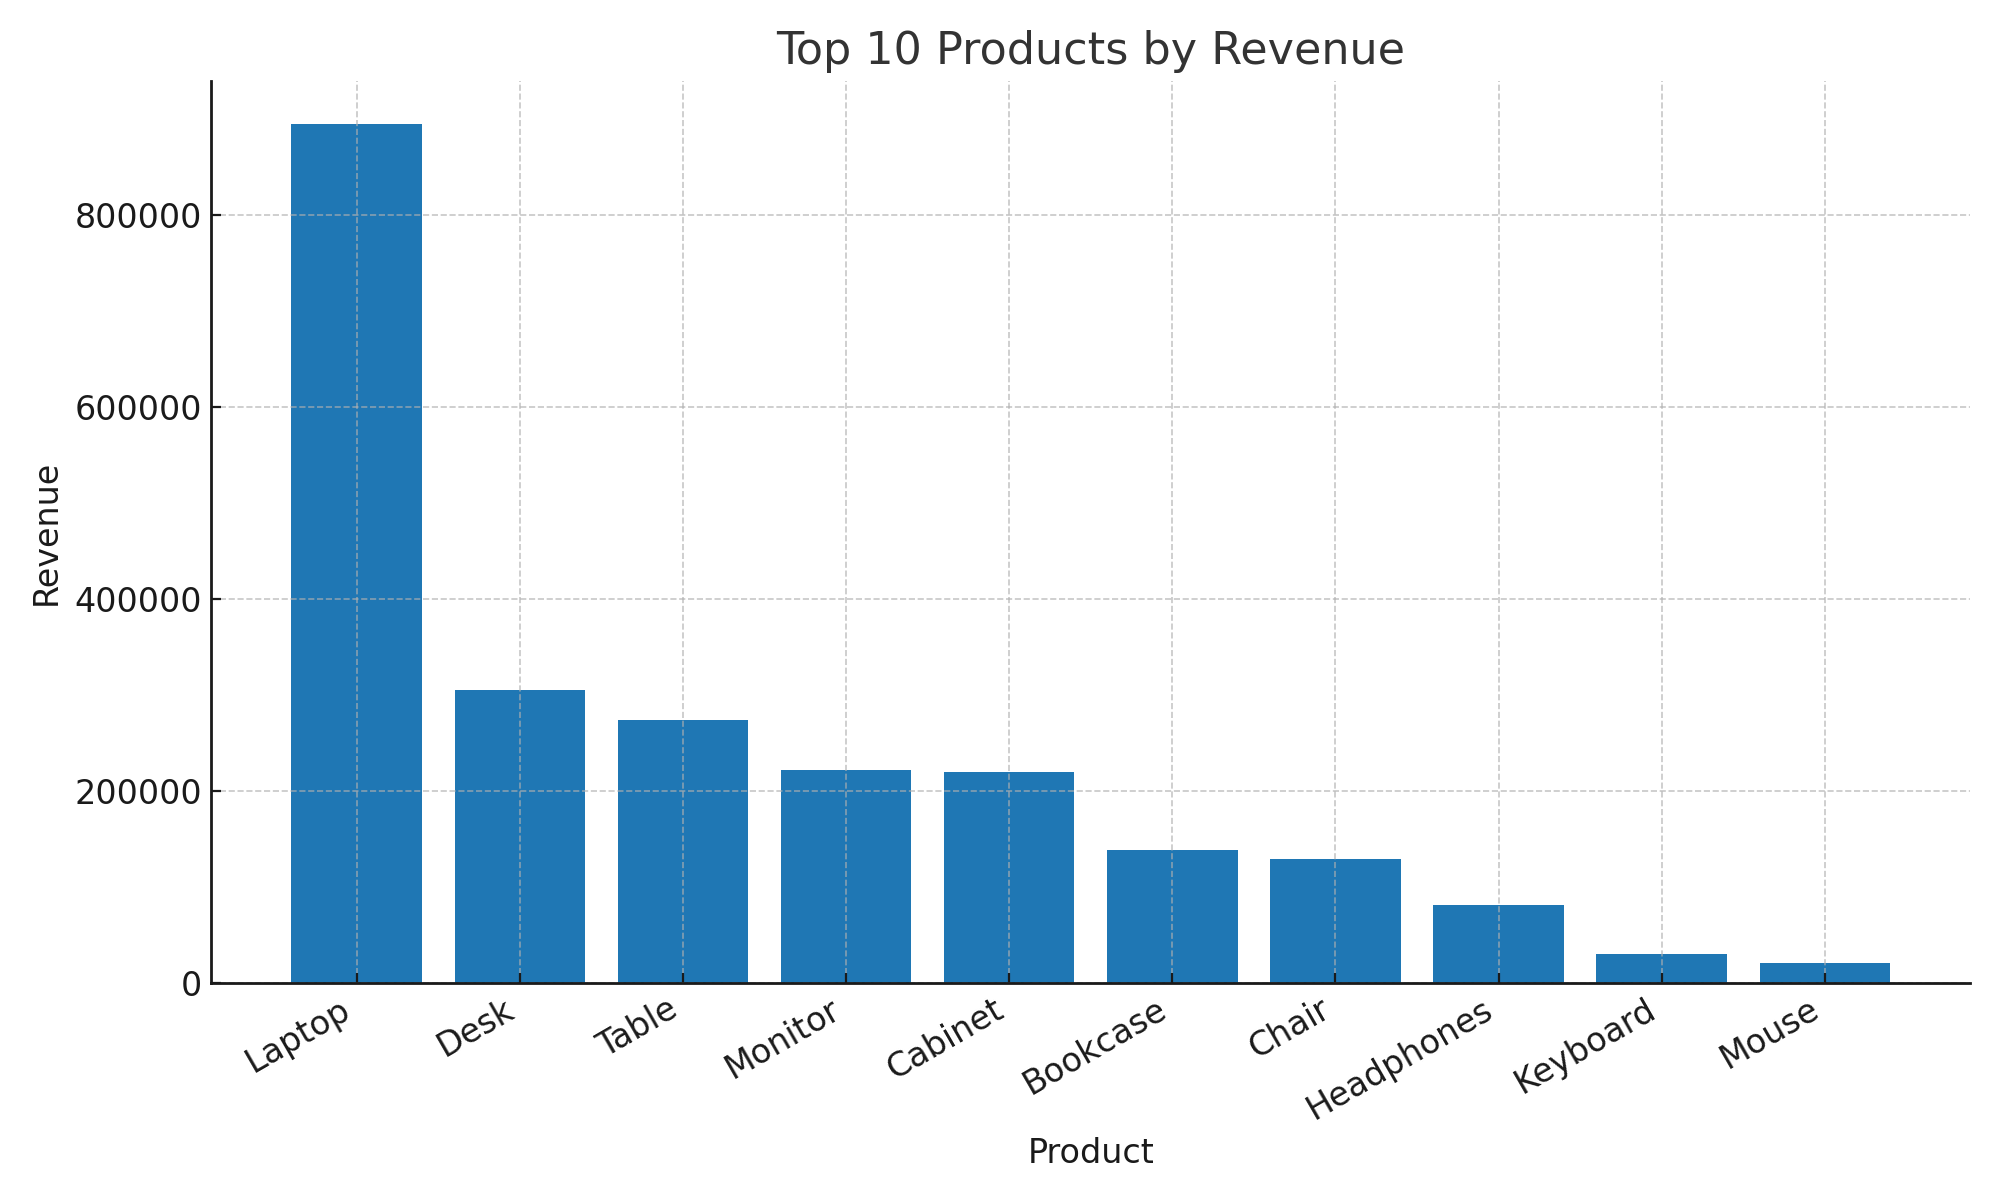 Top 10 Products by Revenue
800000
600000
400000
200000
0
Revenue
Laptop
Desk
Table
Monitor
Cabinet
Bookcase
Chair
Headphones
Keyboard
Mouse
Product